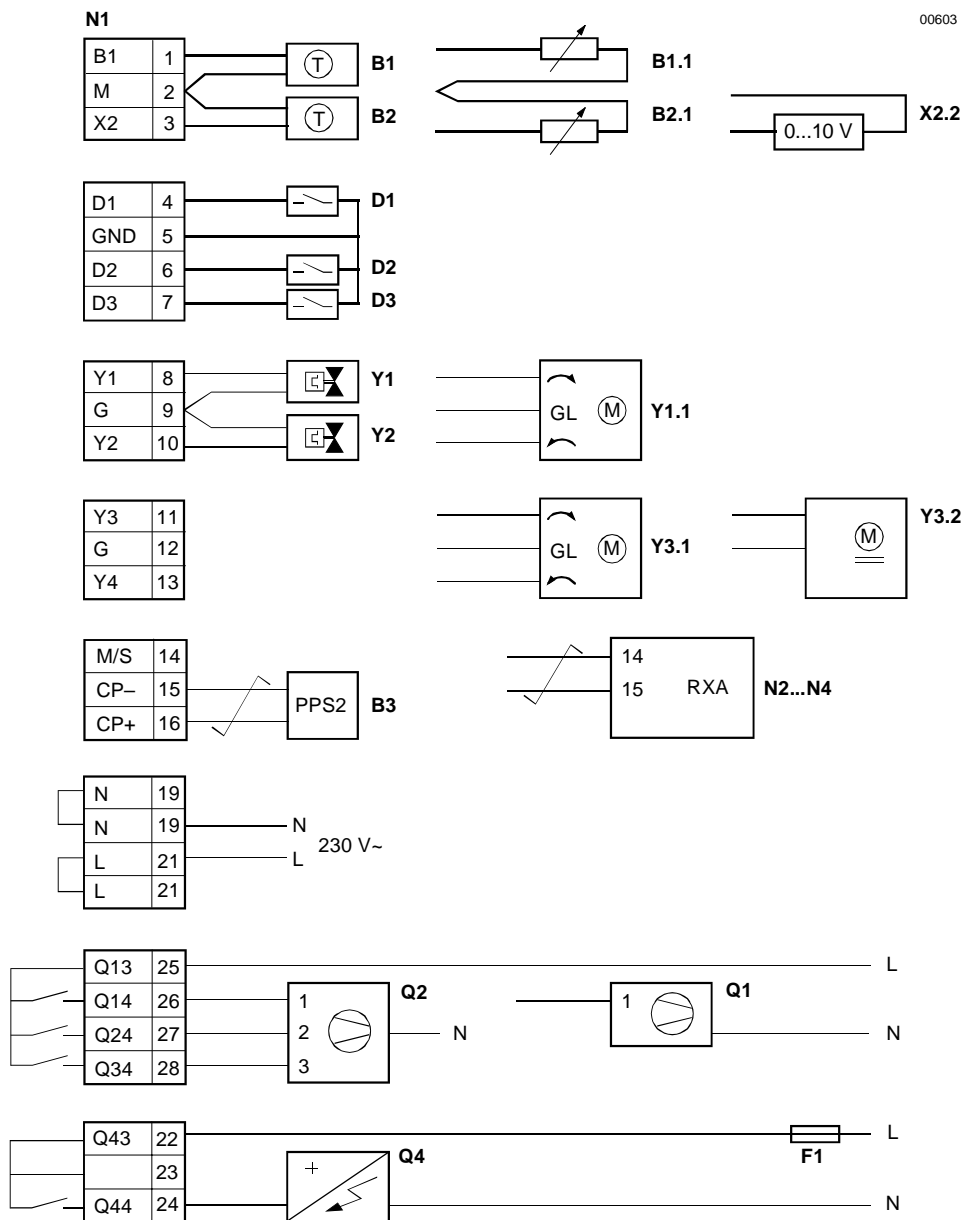 N1 00603
B1 1 T B1 B1.1
M 2
X2 3 T B2 B2.1 0...10 V X2.2
D1 4 D1
GND 5
D2 6 D2
D3 7 D3
Y1 8 Y1
G 9 GL M Y1.1
Y2 10 Y2
Y3 11 Y3.2
G 12 GL M Y3.1 M
Y4 13
M/S 14 14
CP– 15 PPS2 B3 15 RXA N2...N4
CP+ 16
N 19
N 19 N
230 V~
L 21 L
L 21
Q13 25 L
Q14 26 1 Q2 1 Q1
Q24 27 2 N N
Q34 28 3
Q43 22 L
F1
23 + Q4
Q44 24 N